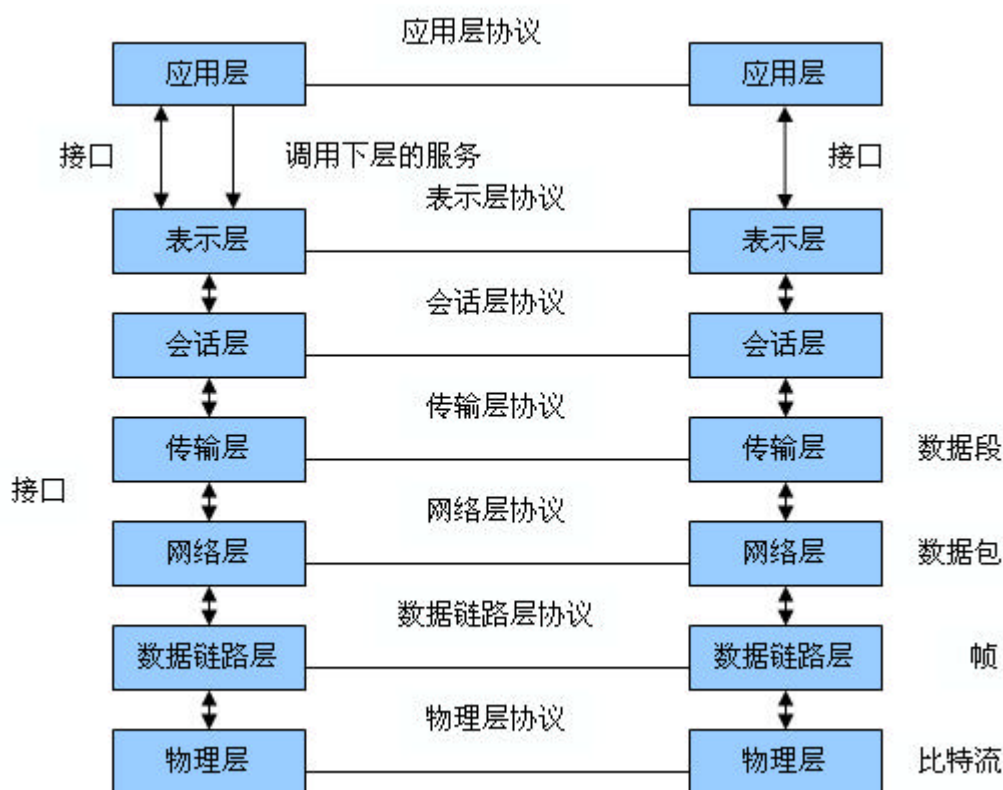 应用层协议
应用层 应用层
接口 调用下层的服务 接口
表示层协议
表示层 表示层
会话层协议
会话层 会话层
传输层协议
传输层 传输层 数据段
接口
网络层协议
网络层 网络层 数据包
数据链路层协议
数据链路层 数据链路层 帧
物理层协议
物理层 物理层 比特流